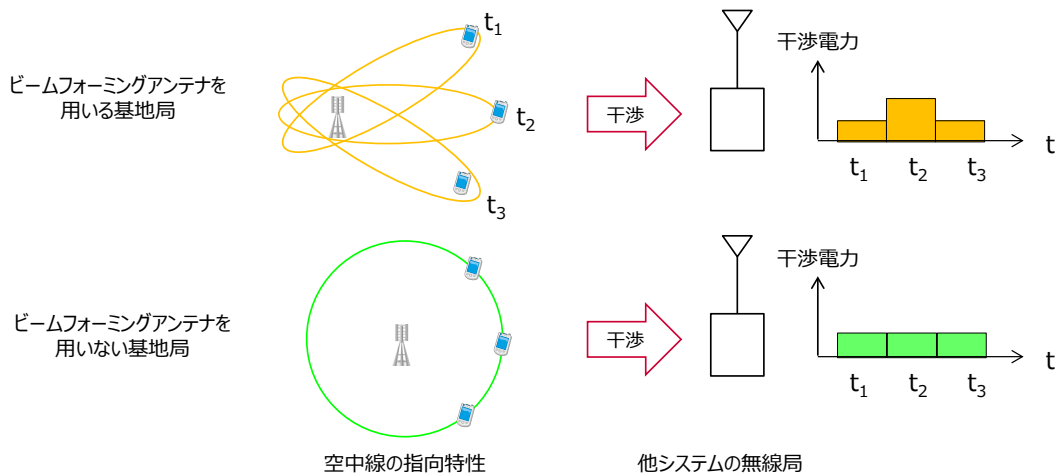 ビームフォーミングアンテナを
用いる基地局
t1
t2
t3
干渉
干渉電力
t
t1
t2
t3
ビームフォーミングアンテナを
用いない基地局
干渉
干渉電力
t
t1
t2
t3
空中線の指向特性
他システムの無線局